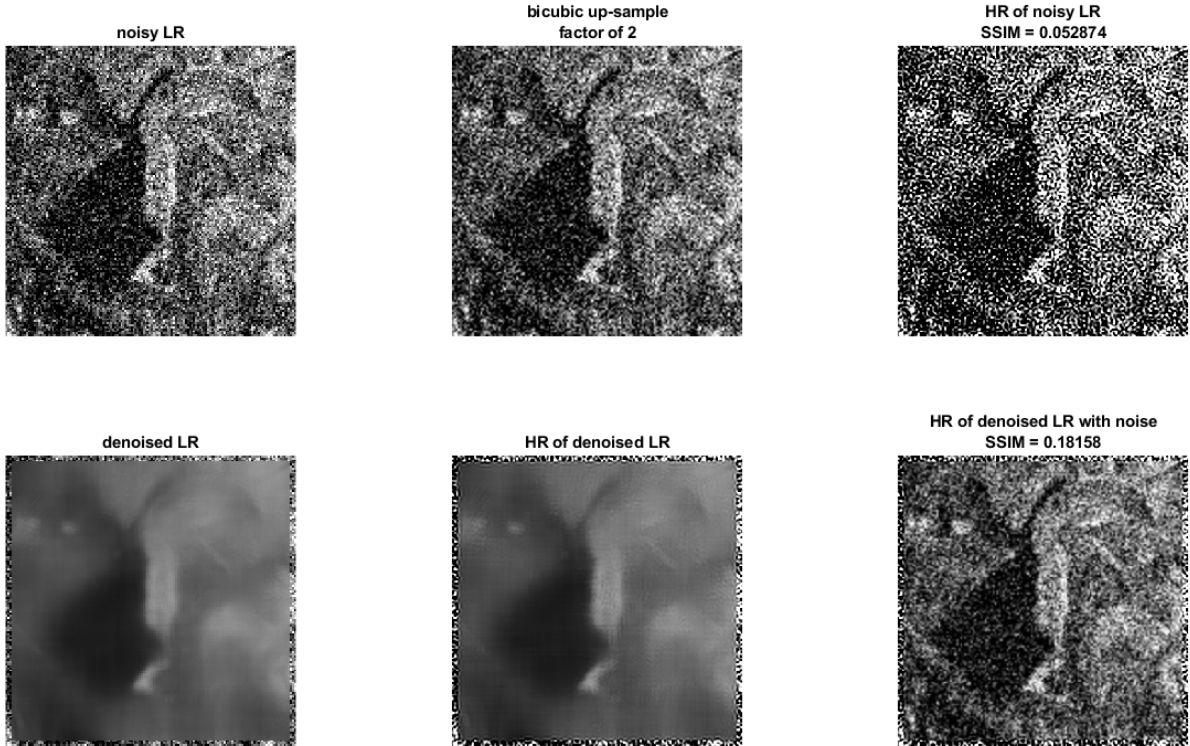 noisy LR
bicubic up-sample
factor of 2
HR of noisy LR
SSIM = 0.052874
denoised LR
HR of denoised LR
HR of denoised LR with noise
SSIM = 0.18158